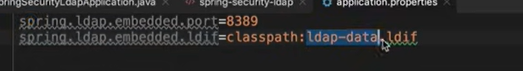 SpringSecurityLdapApplication.java
spring-security-ldap
application.properties
spring.ldap.embedded.port=8389
spring.ldap.embedded.ldif=classpath:ldap-data.ldif